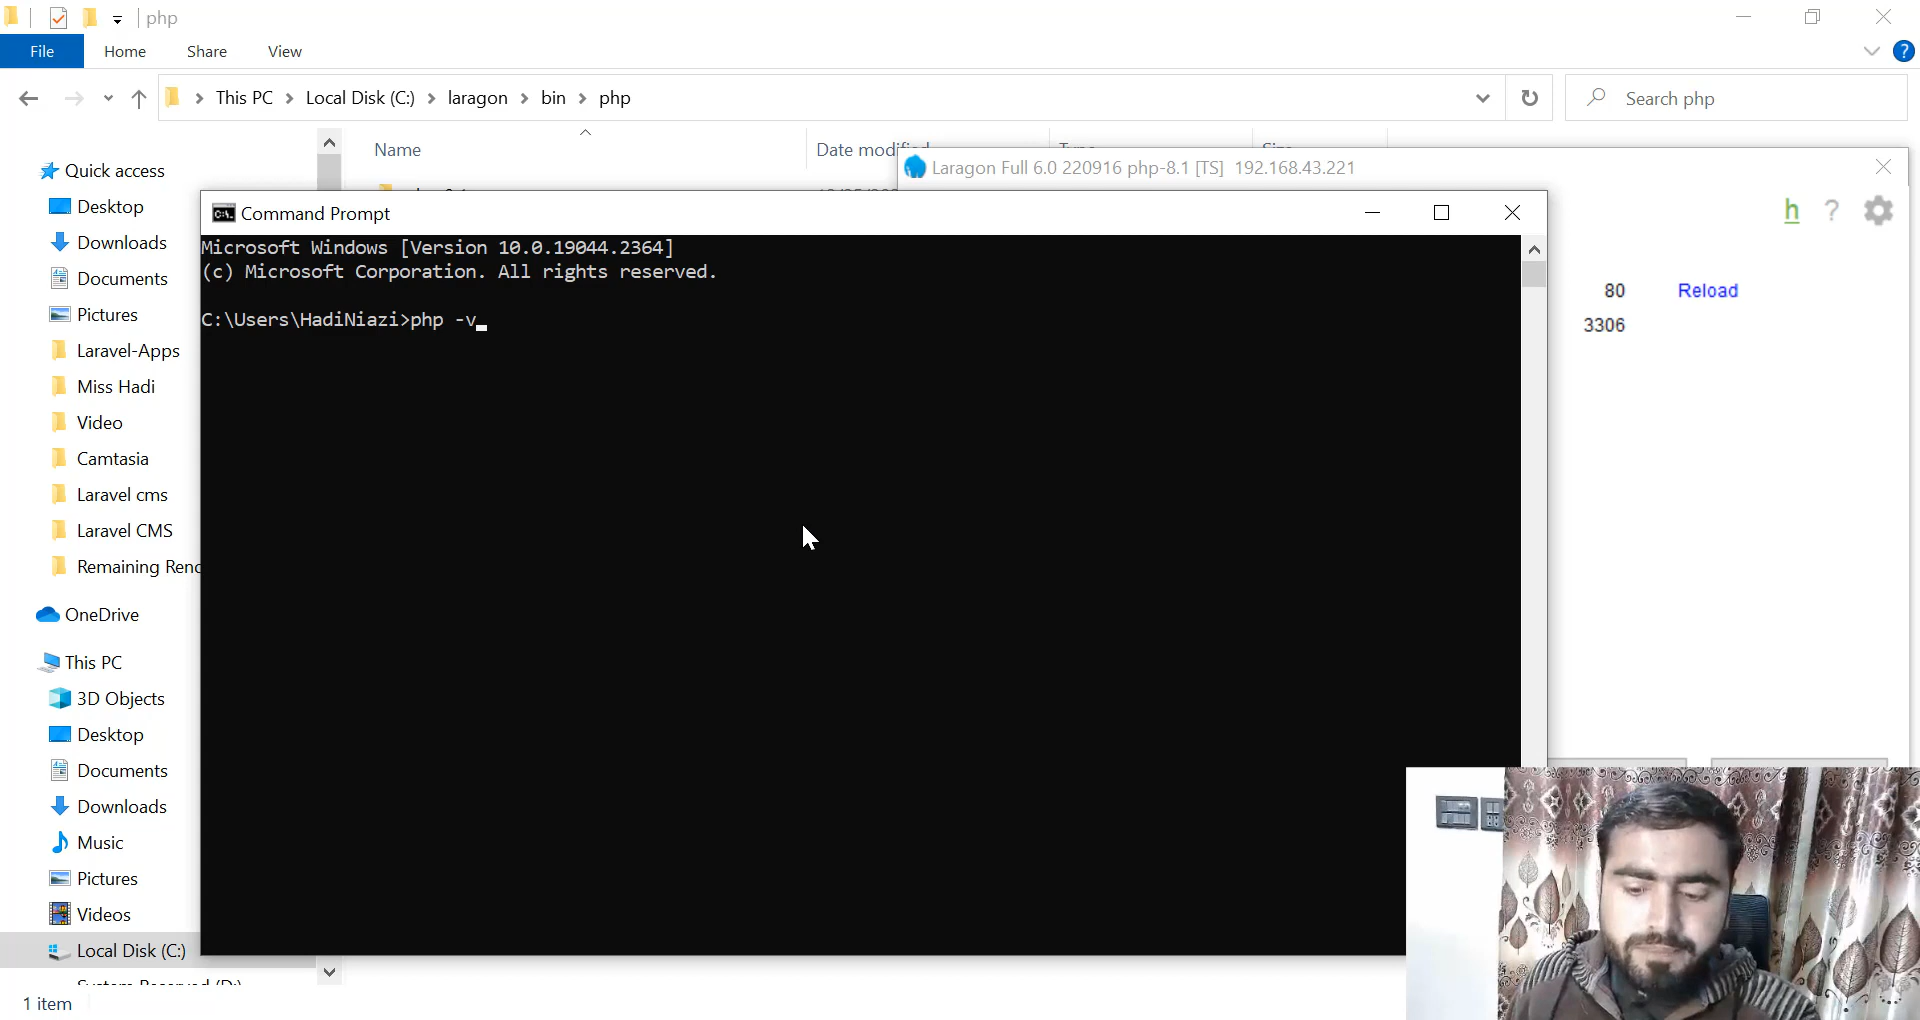 php
File Home Share View
This PC > Local Disk (C:) > laragon > bin > php
Search php
Name Date modified
Laragon Full 6.0 220916 php-8.1 [TS] 192.168.43.221
Quick access
Desktop
Downloads
Documents
Pictures
Laravel-Apps
Miss Hadi
Video
Camtasia
Laravel cms
Laravel CMS
Remaining Rend
OneDrive
This PC
3D Objects
Desktop
Documents
Downloads
Music
Pictures
Videos
Local Disk (C:)
1 item
Command Prompt
Microsoft Windows [Version 10.0.19044.2364]
(c) Microsoft Corporation. All rights reserved.
C:\Users\HadiNiazi>php -v
h ?
80 Reload
3306